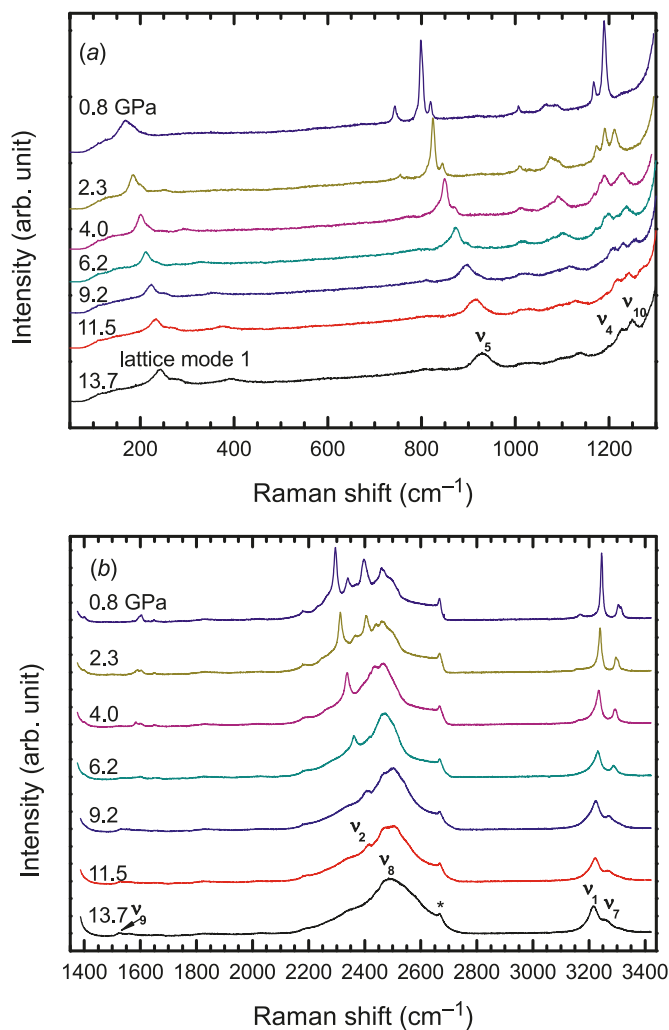 (a)
0.8 GPa
2.3
4.0
6.2
9.2
11.5
13.7
lattice mode 1
ν5
ν4
ν10
Intensity (arb. unit)
200 400 600 800 1000 1200
Raman shift (cm–1)
(b)
0.8 GPa
2.3
4.0
6.2
9.2
11.5
13.7
ν9
ν2
ν8
*
ν1
ν7
Intensity (arb. unit)
1400 1600 1800 2000 2200 2400 2600 2800 3000 3200 3400
Raman shift (cm–1)